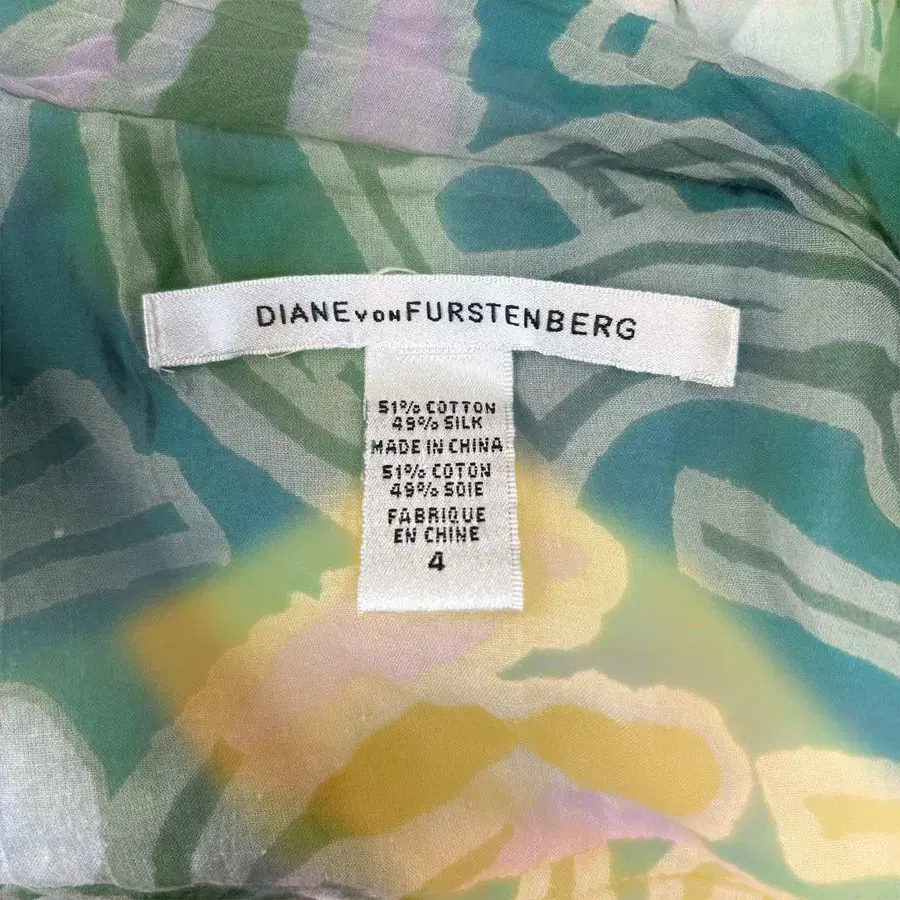 DIANE VON FURSTENBERG
51% COTTON
49% SILK
MADE IN CHINA
51% COTON
49% SOIE
FABRIQUE
EN CHINE
4